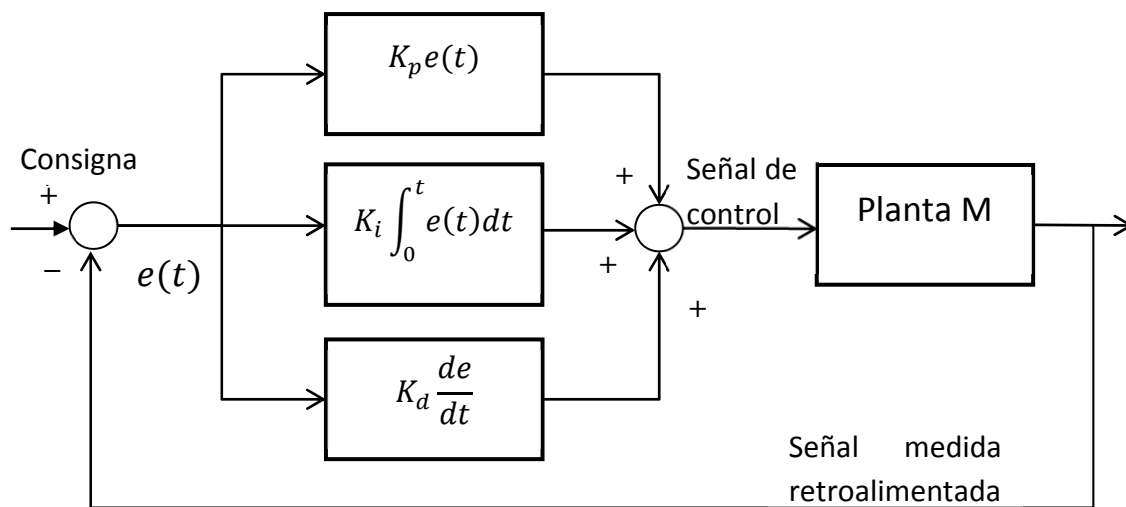 K_p e(t)
Consigna
+
−
e(t)
K_i ∫_0^t e(t)dt
K_d de/dt
+
+
+
Señal de
control
Planta M
Señal medida
retroalimentada